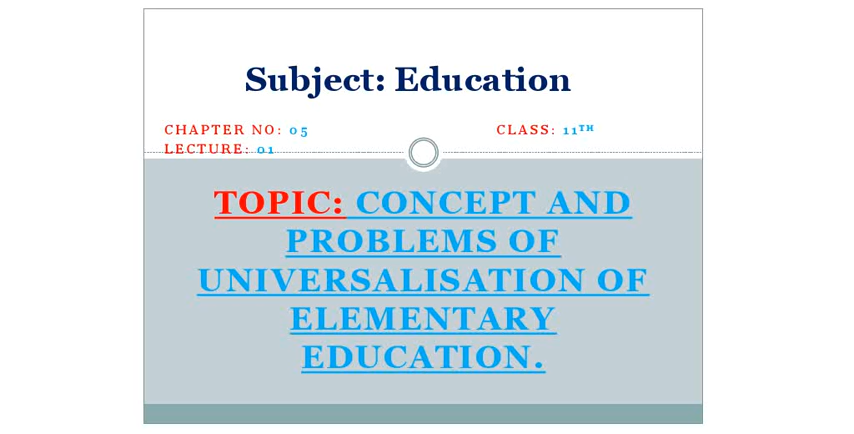 Subject: Education
CHAPTER NO: 05 CLASS: 11TH
LECTURE: 01
TOPIC: CONCEPT AND
PROBLEMS OF
UNIVERSALISATION OF
ELEMENTARY
EDUCATION.